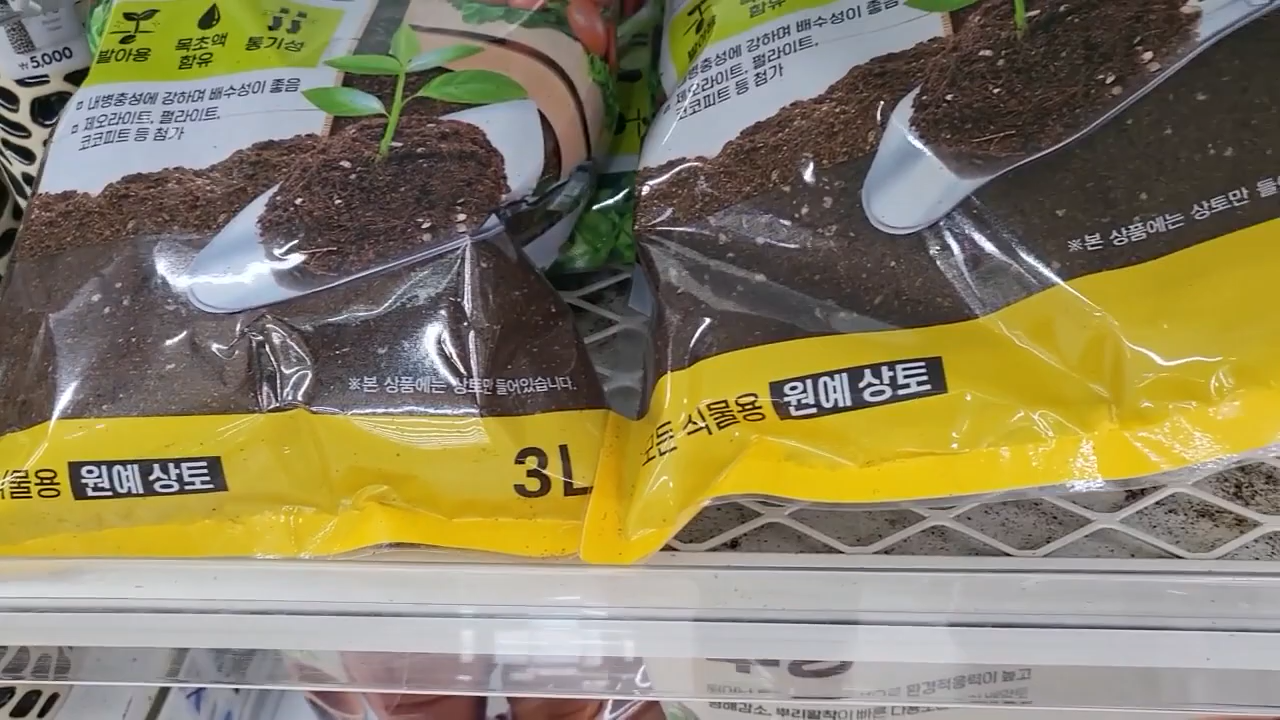 ₩5,000
발아용
목초액
함유
통기성
내병충성에 강하며 배수성이 좋음
제오라이트, 펄라이트,
코코피트 등 첨가
※본 상품에는 상토만 들어있습니다.
물용 원예 상토
3L
함유
병충성에 강하며 배수성이 좋음
제오라이트, 펄라이트,
코코피트 등 첨가
※본 상품에는 상토만
모든 식물용 원예 상토
환경적응력이 높고
뿌리활착이 빠른